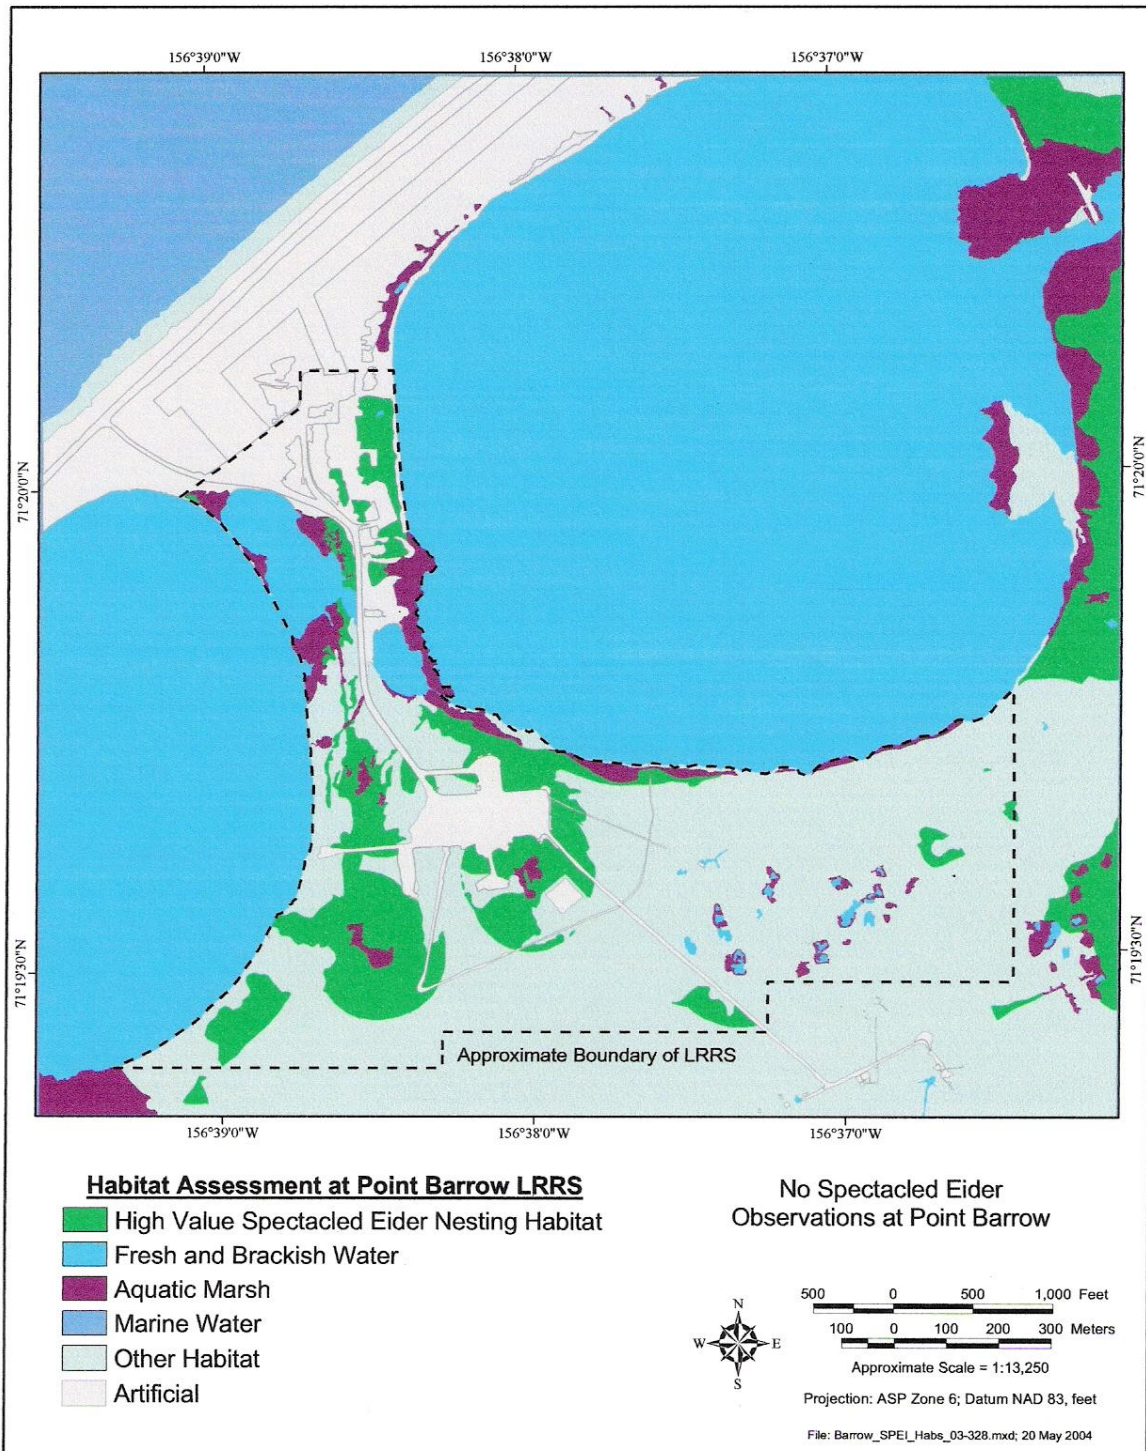 156°39'0"W 156°38'0"W 156°37'0"W
71°20'0"N
71°20'0"N
71°19'30"N
71°19'30"N
Approximate Boundary of LRRS
156°39'0"W 156°38'0"W 156°37'0"W
Habitat Assessment at Point Barrow LRRS
High Value Spectacled Eider Nesting Habitat
Fresh and Brackish Water
Aquatic Marsh
Marine Water
Other Habitat
Artificial
No Spectacled Eider
Observations at Point Barrow
N
W E
S
500 0 500 1,000 Feet
100 0 100 200 300 Meters
Approximate Scale = 1:13,250
Projection: ASP Zone 6; Datum NAD 83, feet
File: Barrow_SPEI_Habs_03-328.mxd; 20 May 2004